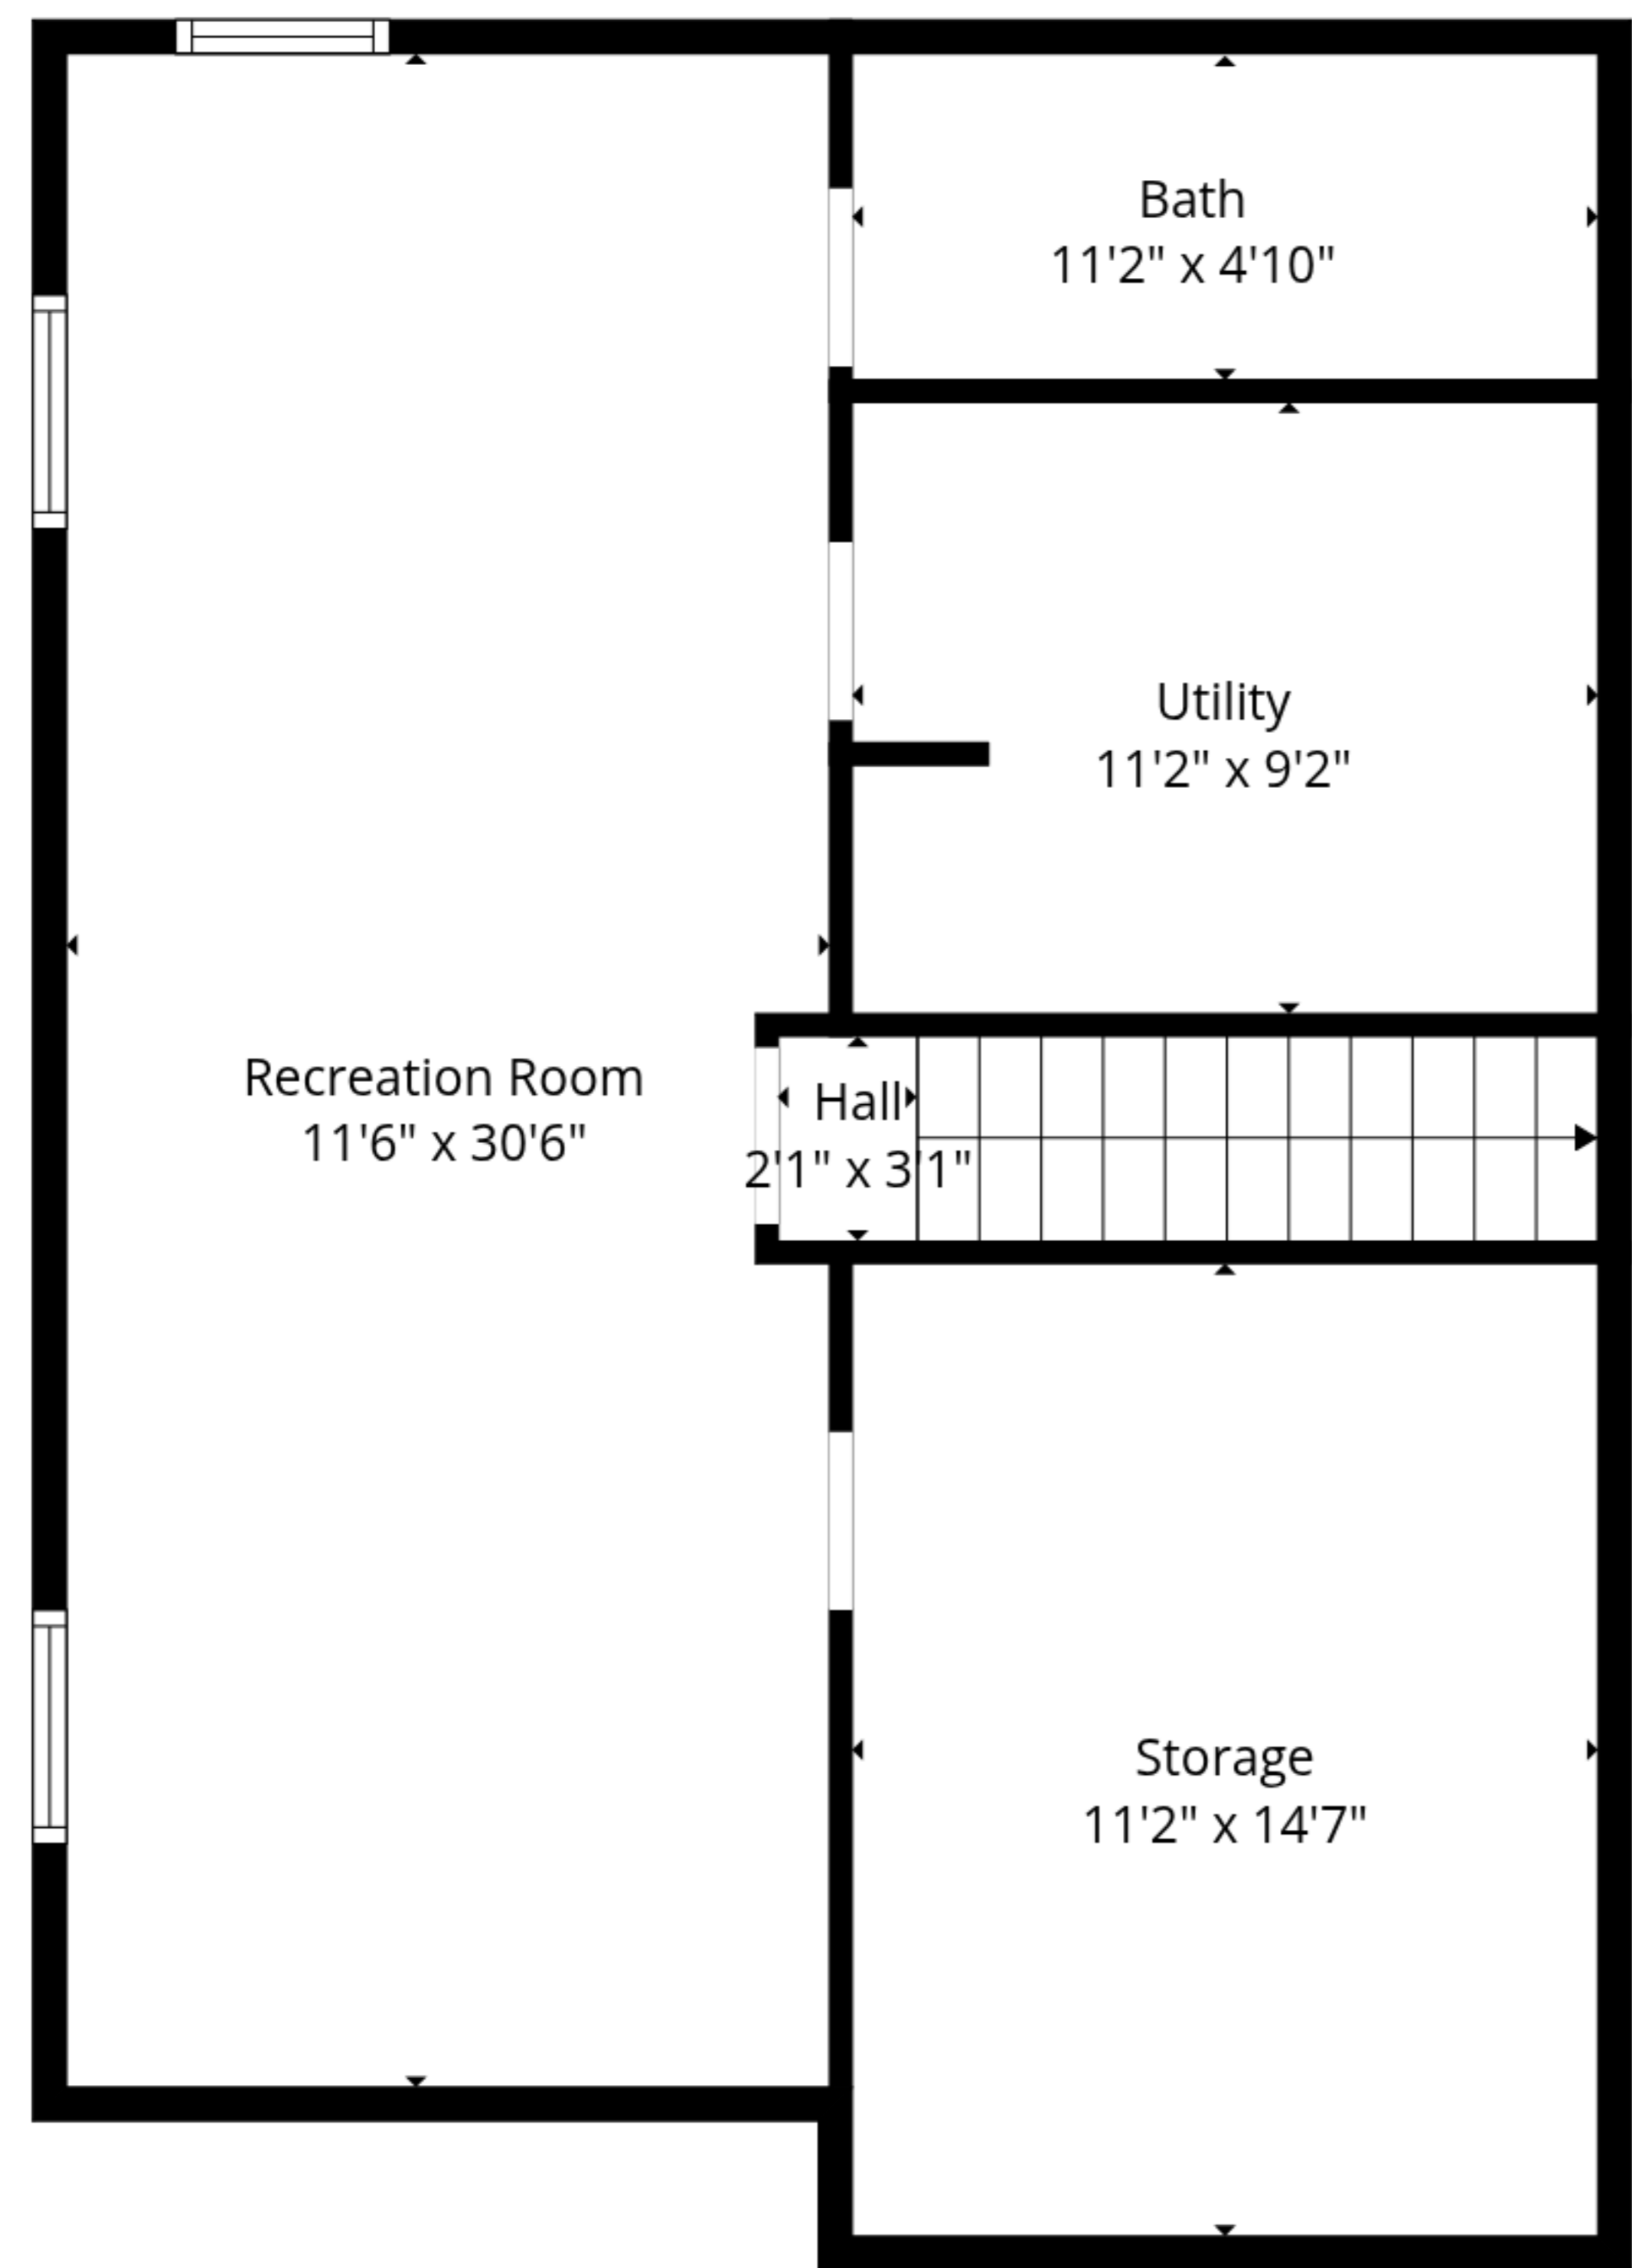 Bath
11'2" x 4'10"
Utility
11'2" x 9'2"
Recreation Room
11'6" x 30'6"
Hall
2'1" x 3'1"
Storage
11'2" x 14'7"